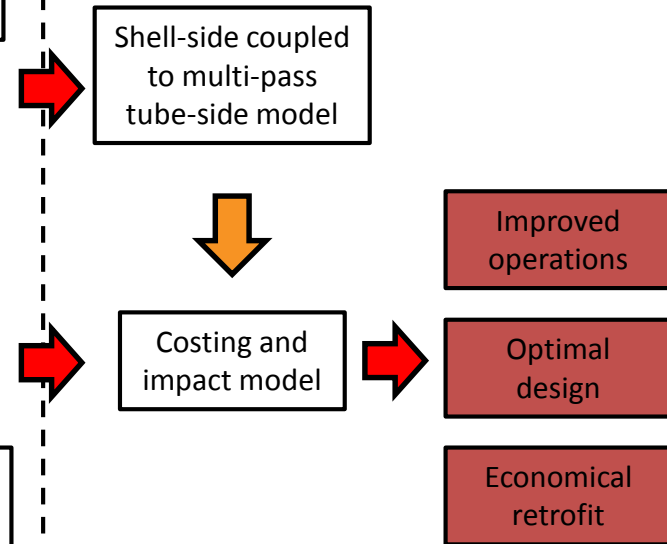 Shell-side coupled
to multi-pass
tube-side model
Improved
operations
Costing and
impact model
Optimal
design
Economical
retrofit